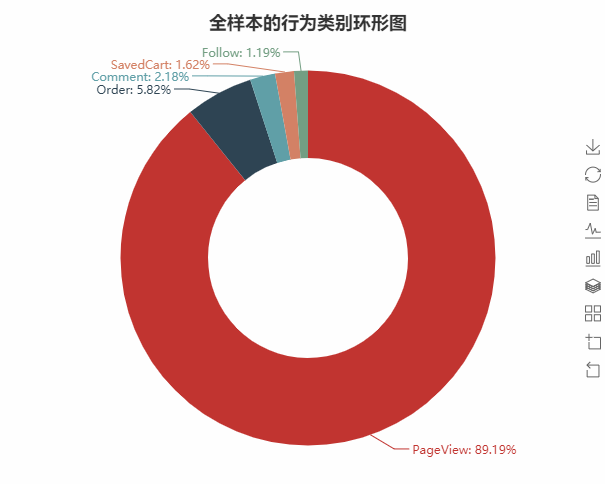 全样本的行为类别环形图
Follow: 1.19%
SavedCart: 1.62%
Comment: 2.18%
Order: 5.82%
PageView: 89.19%